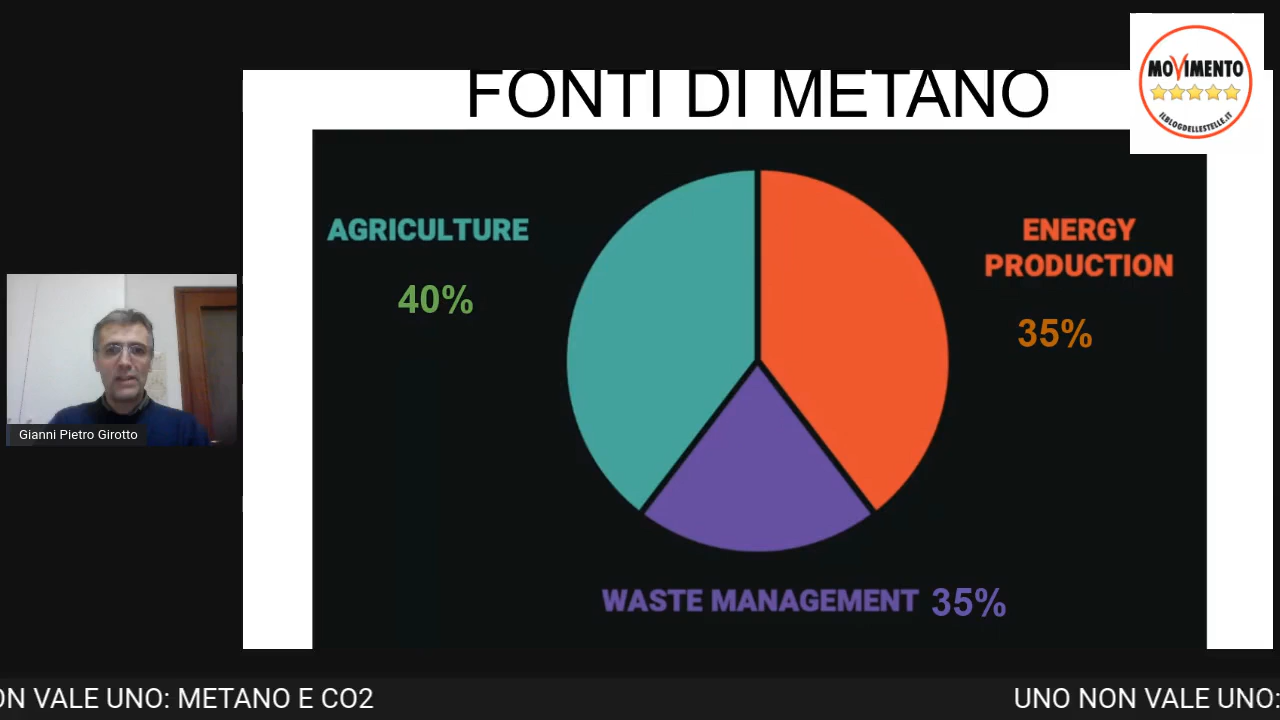 FONTI DI METANO
MOVIMENTO
ILBLOGDELLESTELLE.IT
AGRICULTURE
40%
ENERGY
PRODUCTION
35%
WASTE MANAGEMENT 35%
Gianni Pietro Girotto
ON VALE UNO: METANO E CO2
UNO NON VALE UNO: